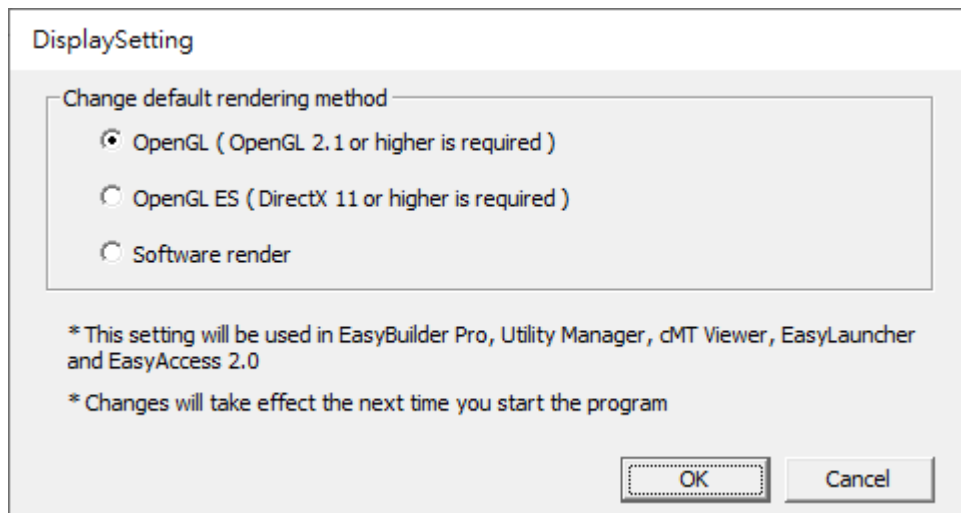 DisplaySetting
Change default rendering method
OpenGL ( OpenGL 2.1 or higher is required )
OpenGL ES ( DirectX 11 or higher is required )
Software render
* This setting will be used in EasyBuilder Pro, Utility Manager, cMT Viewer, EasyLauncher
and EasyAccess 2.0
* Changes will take effect the next time you start the program
OK Cancel